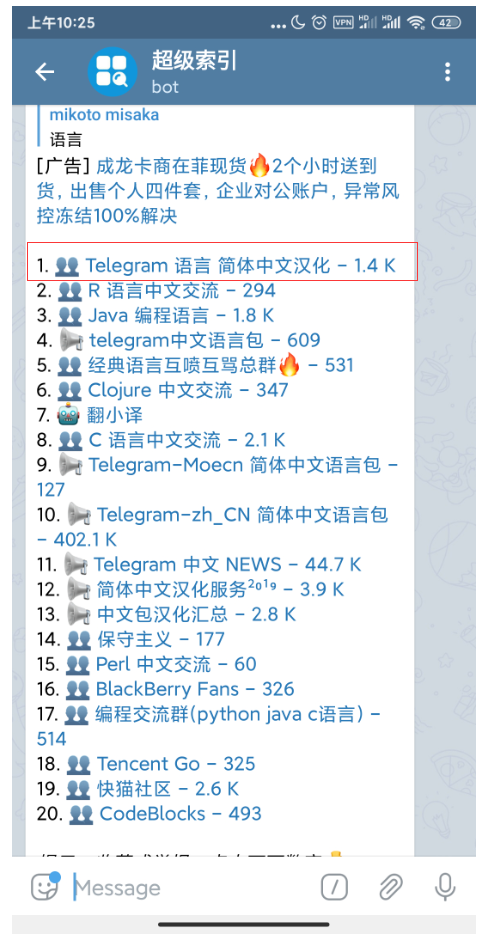 上午10:25 ... VPN HD HD 42
超级索引
bot
mikoto misaka
语言
[广告] 成龙卡商在菲现货🔥2个小时送到
货, 出售个人四件套, 企业对公账户, 异常风
控冻结100%解决
1. 👥 Telegram 语言 简体中文汉化 - 1.4 K
2. 👥 R 语言中文交流 - 294
3. 👥 Java 编程语言 - 1.8 K
4. 📢 telegram中文语言包 - 609
5. 👥 经典语言互喷互骂总群🔥 - 531
6. 👥 Clojure 中文交流 - 347
7. 🤖 翻小译
8. 👥 C 语言中文交流 - 2.1 K
9. 📢 Telegram-Moecn 简体中文语言包 -
127
10. 📢 Telegram-zh_CN 简体中文语言包
- 402.1 K
11. 📢 Telegram 中文 NEWS - 44.7 K
12. 📢 简体中文汉化服务²⁰¹⁹ - 3.9 K
13. 📢 中文包汉化汇总 - 2.8 K
14. 👥 保守主义 - 177
15. 👥 Perl 中文交流 - 60
16. 👥 BlackBerry Fans - 326
17. 👥 编程交流群(python java c语言) -
514
18. 👥 Tencent Go - 325
19. 👥 快猫社区 - 2.6 K
20. 👥 CodeBlocks - 493
Message